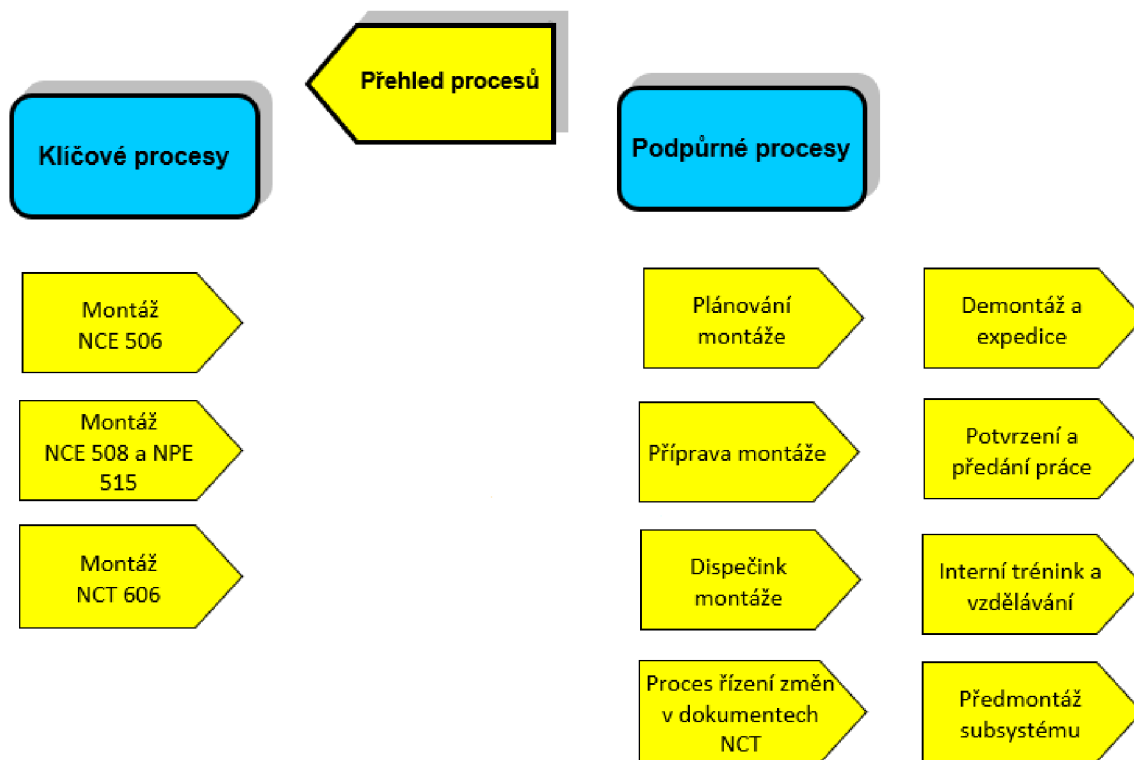 Přehled procesů
Klíčové procesy
Podpůrné procesy
Montáž
NCE 506
Montáž
NCE 508 a NPE
515
Montáž
NCT 606
Plánování
montáže
Příprava montáže
Dispečink
montáže
Proces řízení změn
v dokumentech
NCT
Demontáž a
expedice
Potvrzení a
předání práce
Interní trénink a
vzdělávání
Předmontáž
subsystému